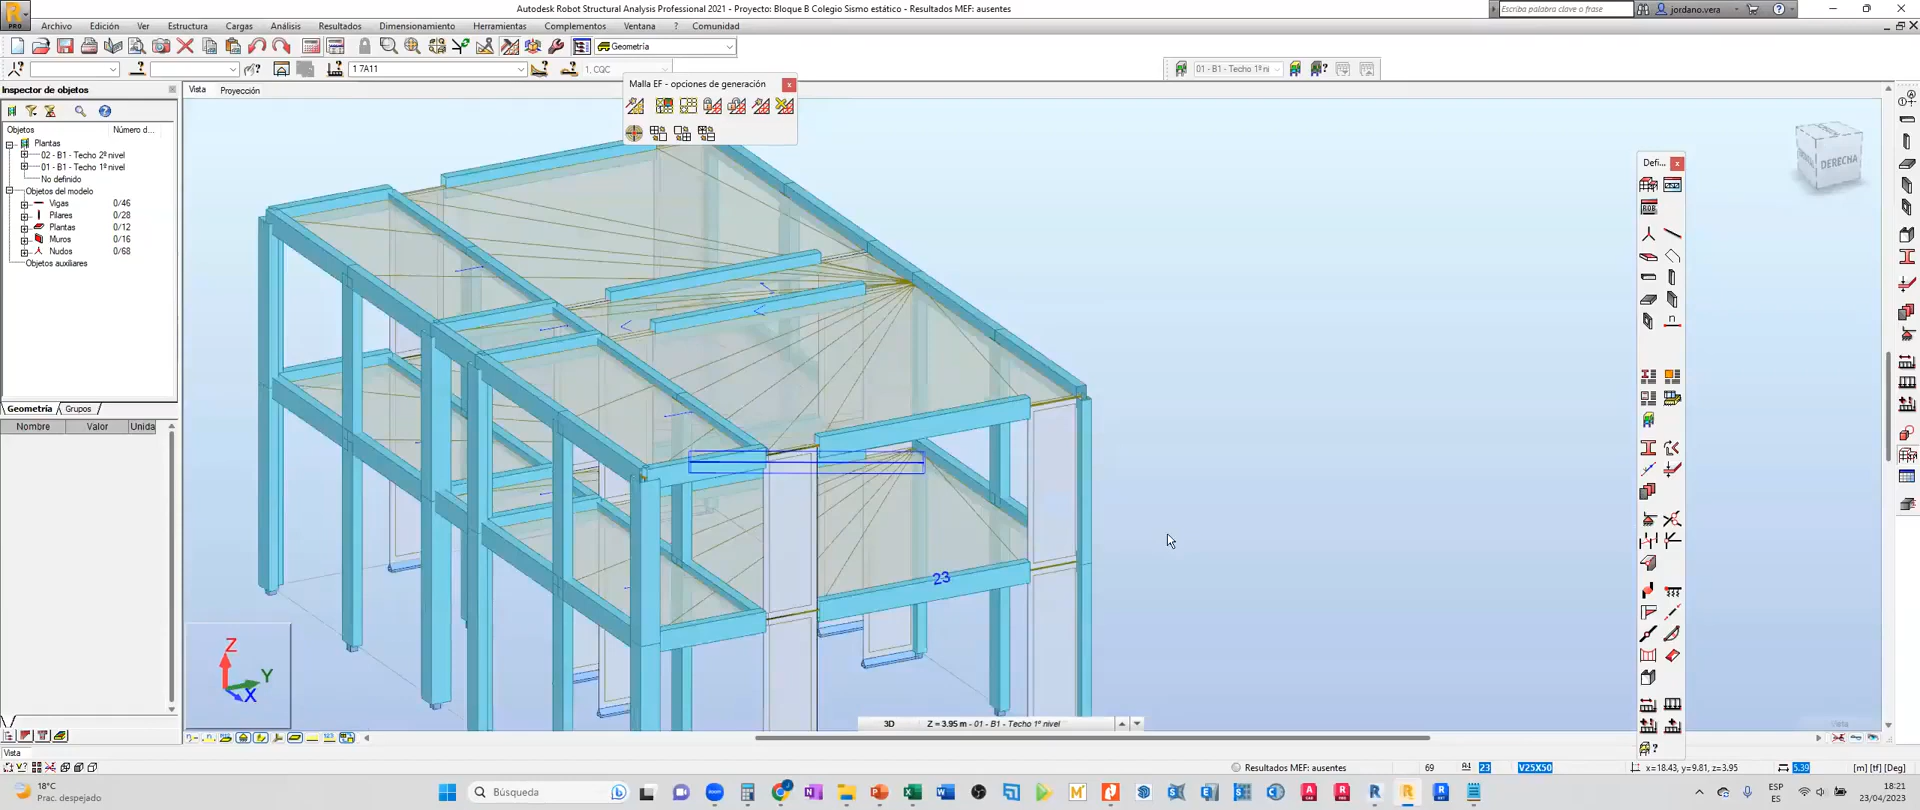 Autodesk Robot Structural Analysis Professional 2021 - Proyecto: Bloque B Colegio Sismo estático - Resultados MEF: ausentes
Escriba palabra clave o frase
jordano.vera
PRO
Archivo Edición Ver Estructura Cargas Análisis Resultados Dimensionamiento Herramientas Complementos Ventana Comunidad
Geometría
1 7A11
1. CQC
01 - B1 - Techo 1º ni
Malla EF - opciones de generación
Inspector de objetos
Vista Proyección
Objetos Número d...
Plantas
02 - B1 - Techo 2º nivel
01 - B1 - Techo 1º nivel
No definido
Objetos del modelo
Vigas 0/46
Pilares 0/28
Plantas 0/12
Muros 0/16
Nudos 0/68
Objetos auxiliares
Geometría Grupos
Nombre Valor Unida
Defi...
DERECHA
23
Z
Y
X
3D Z = 3.95 m - 01 - B1 - Techo 1º nivel
Vista
Vista
Resultados MEF: ausentes 69 23 V25X50 x=18.43, y=9.81, z=3.95 5.39 [m] [tf] [Deg]
18°C
Prac. despejado
Búsqueda
ESP
ES
18:21
23/04/2023